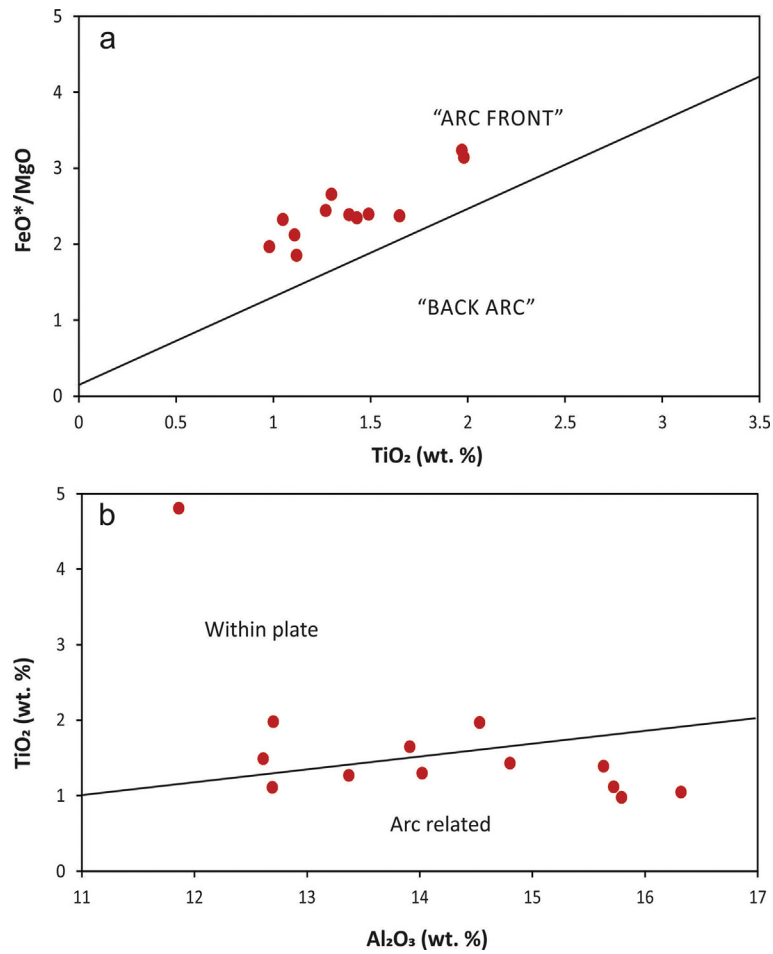 a
5
4
3
2
1
0
FeO*/MgO
“ARC FRONT”
“BACK ARC”
0 0.5 1 1.5 2 2.5 3 3.5
TiO₂ (wt. %)
b
5
4
3
2
1
0
TiO₂ (wt. %)
Within plate
Arc related
11 12 13 14 15 16 17
Al₂O₃ (wt. %)